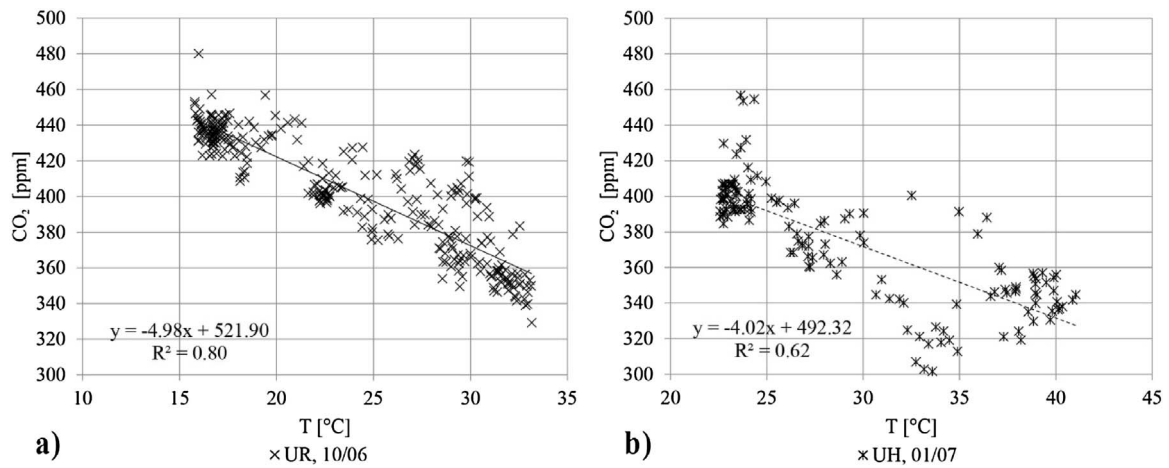 500
480
460
440
420
400
380
360
340
320
300
CO₂ [ppm]
y = -4.98x + 521.90
R² = 0.80
10 15 20 25 30 35
T [°C]
a)
× UR, 10/06
500
480
460
440
420
400
380
360
340
320
300
CO₂ [ppm]
y = -4.02x + 492.32
R² = 0.62
20 25 30 35 40 45
T [°C]
b)
ж UH, 01/07